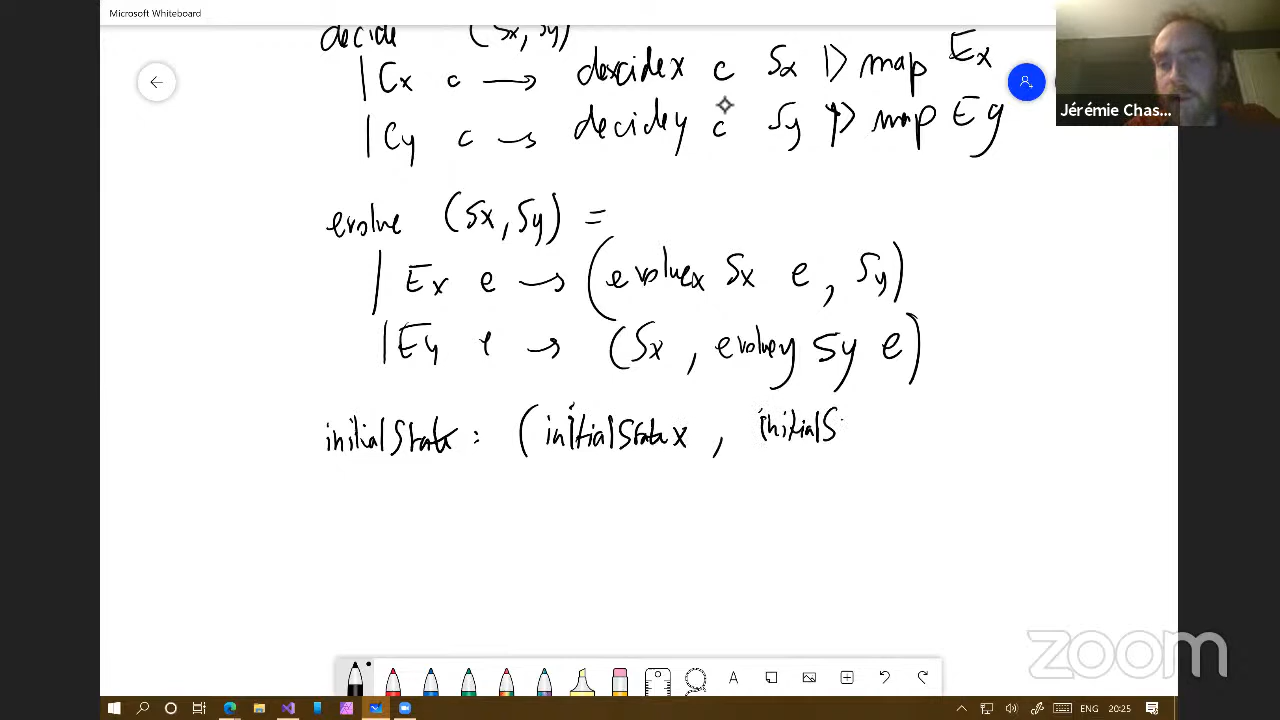 Microsoft Whiteboard
decide (Sx, Sy)
| Cx c → decidex c Sx |> map Ex
| Cy c → decidey c Sy |> map Ey
Jérémie Chas...
evolve (Sx, Sy) =
| Ex e → (evolvex Sx e, Sy)
| Ey e → (Sx, evolvey Sy e)
initialState : (initialStatex, initialS
zoom
A
ENG 20:25